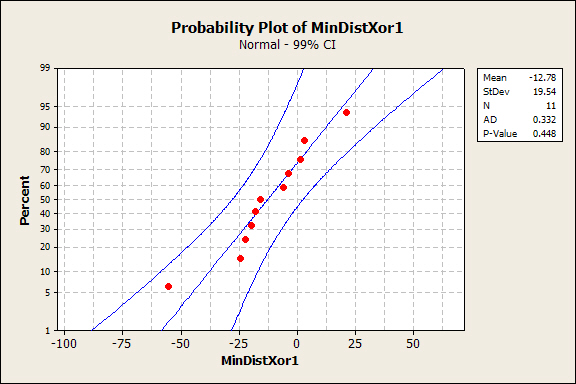 Probability Plot of MinDistXor1
Normal - 99% CI
Mean -12.78
StDev 19.54
N 11
AD 0.332
P-Value 0.448
Percent
99
95
90
80
70
60
50
40
30
20
10
5
1
-100 -75 -50 -25 0 25 50
MinDistXor1